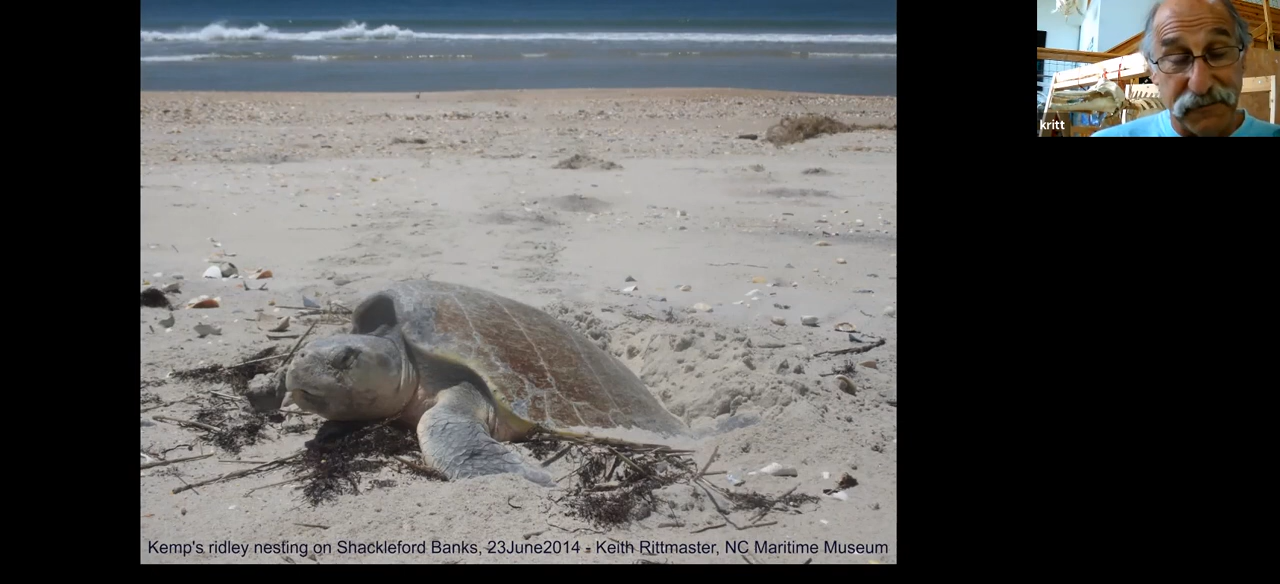 kritt
Kemp's ridley nesting on Shackleford Banks, 23June2014 - Keith Rittmaster, NC Maritime Museum